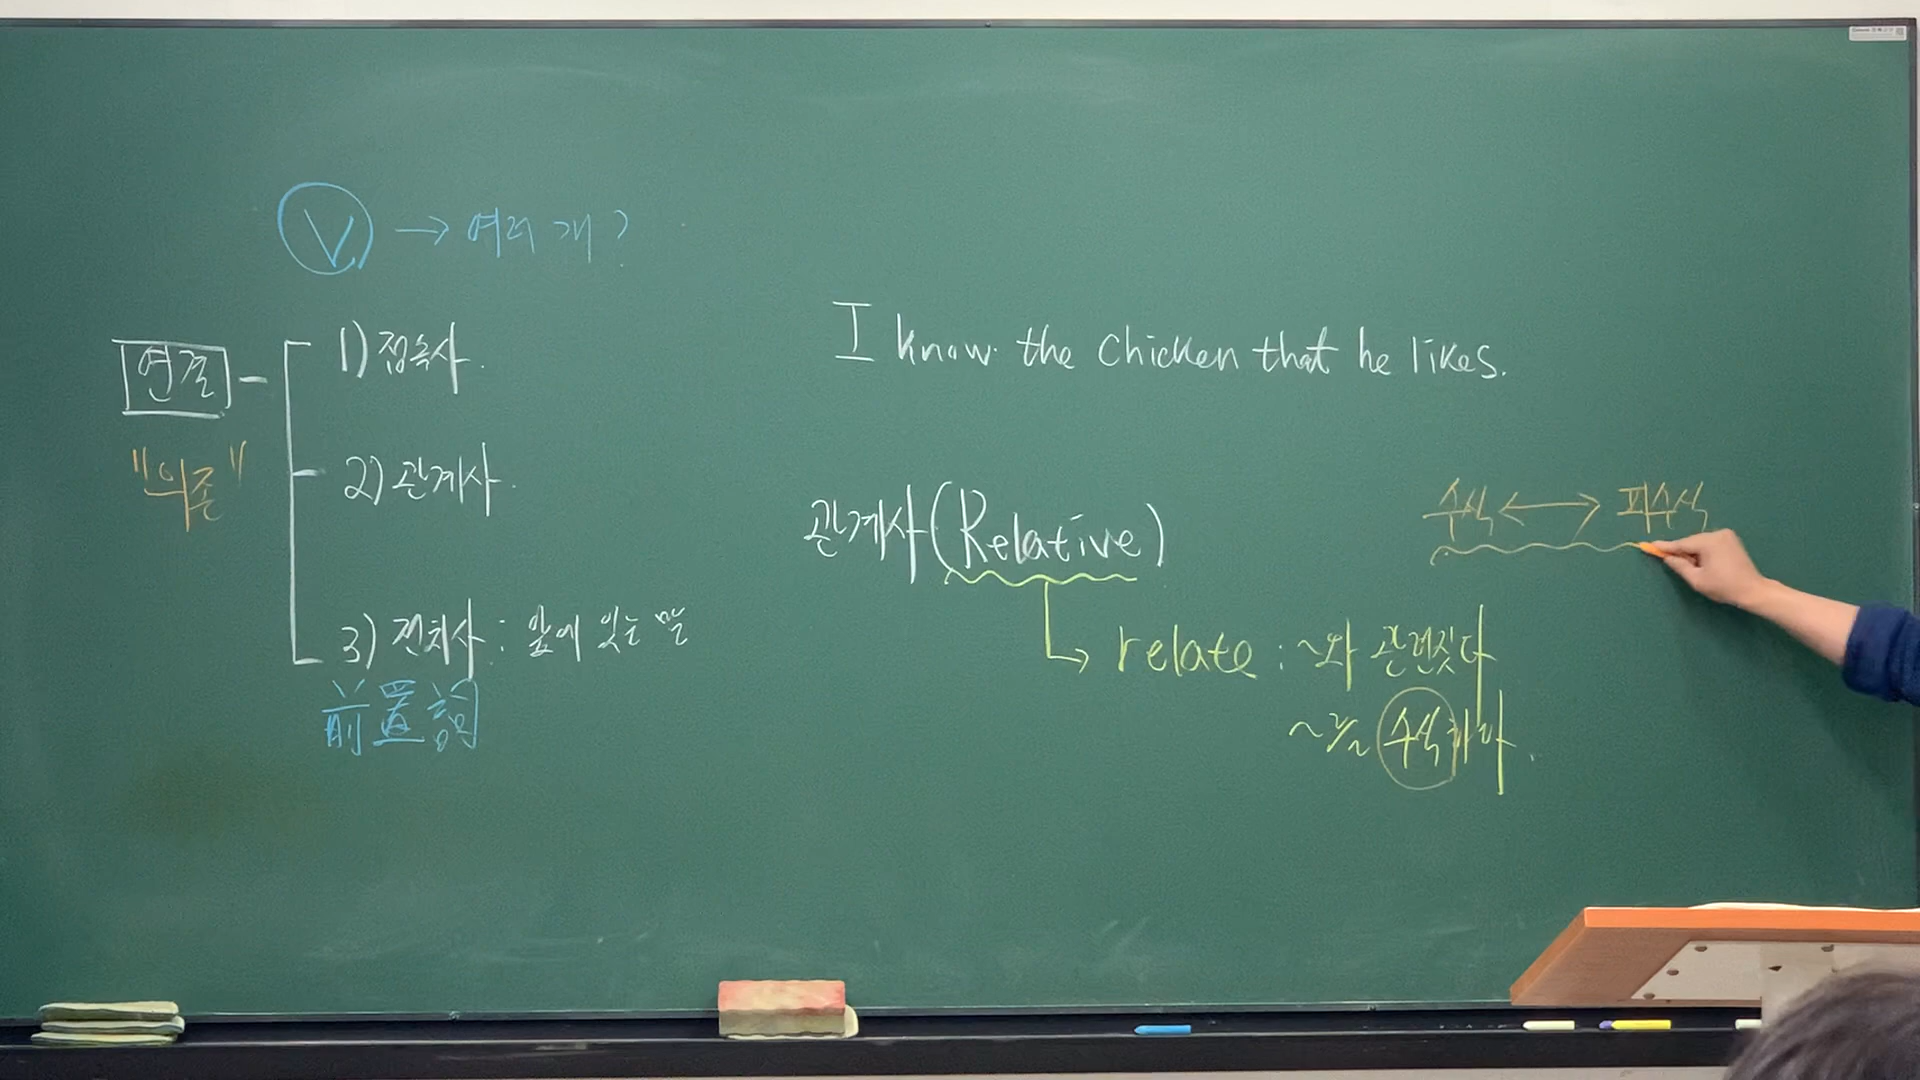 V. → 여러 개?
연결
"의존"
1) 접속사.
2) 관계사.
3) 전치사 : 앞에 있는 말
前置詞
I know the chicken that he likes.
관계사 (Relative)
수식 ↔ 피수식
relate : ~와 관련짓다
~를 수식하다.